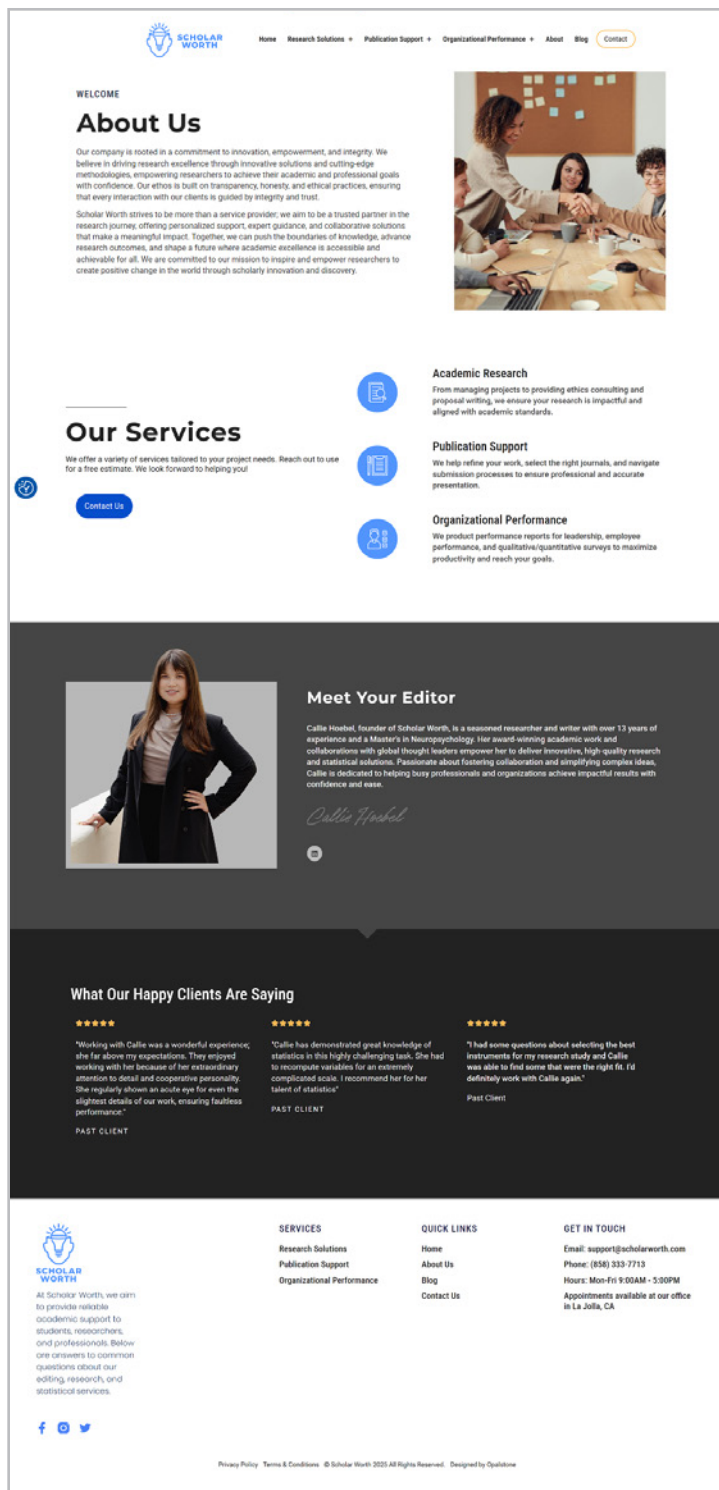 SCHOLAR
WORTH
Home Research Solutions + Publication Support + Organizational Performance + About Blog Contact
WELCOME
About Us
Our company is rooted in a commitment to innovation, empowerment, and integrity. We
believe in driving research excellence through innovative solutions and cutting-edge
methodologies, empowering researchers to achieve their academic and professional goals
with confidence. Our ethos is built on transparency, honesty, and ethical practices, ensuring
that every interaction with our clients is guided by integrity and trust.
Scholar Worth strives to be more than a service provider; we aim to be a trusted partner in the
research journey, offering personalized support, expert guidance, and collaborative solutions
that make a meaningful impact. Together, we can push the boundaries of knowledge, advance
research outcomes, and shape a future where academic excellence is accessible and
achievable for all. We are committed to our mission to inspire and empower researchers to
create positive change in the world through scholarly innovation and discovery.
Our Services
We offer a variety of services tailored to your project needs. Reach out to use
for a free estimate. We look forward to helping you!
Contact Us
Academic Research
From managing projects to providing ethics consulting and
proposal writing, we ensure your research is impactful and
aligned with academic standards.
Publication Support
We help refine your work, select the right journals, and navigate
submission processes to ensure professional and accurate
presentation.
Organizational Performance
We product performance reports for leadership, employee
performance, and qualitative/quantitative surveys to maximize
productivity and reach your goals.
Meet Your Editor
Callie Hoebel, founder of Scholar Worth, is a seasoned researcher and writer with over 13 years of
experience and a Master's in Neuropsychology. Her award-winning academic work and
collaborations with global thought leaders empower her to deliver innovative, high-quality research
and statistical solutions. Passionate about fostering collaboration and simplifying complex ideas,
Callie is dedicated to helping busy professionals and organizations achieve impactful results with
confidence and ease.
Callie Hoebel
What Our Happy Clients Are Saying
"Working with Callie was a wonderful experience;
she far above my expectations. They enjoyed
working with her because of her extraordinary
attention to detail and cooperative personality.
She regularly shown an acute eye for even the
slightest details of our work, ensuring faultless
performance."
PAST CLIENT
"Callie has demonstrated great knowledge of
statistics in this highly challenging task. She had
to recompute variables for an extremely
complicated scale. I recommend her for her
talent of statistics"
PAST CLIENT
"I had some questions about selecting the best
instruments for my research study and Callie
was able to find some that were the right fit. I'd
definitely work with Callie again."
Past Client
SCHOLAR
WORTH
At Scholar Worth, we aim
to provide reliable
academic support to
students, researchers,
and professionals. Below
are answers to common
questions about our
editing, research, and
statistical services.
SERVICES
Research Solutions
Publication Support
Organizational Performance
QUICK LINKS
Home
About Us
Blog
Contact Us
GET IN TOUCH
Email: support@scholarworth.com
Phone: (858) 333-7713
Hours: Mon-Fri 9:00AM - 5:00PM
Appointments available at our office
in La Jolla, CA
Privacy Policy Terms & Conditions © Scholar Worth 2025 All Rights Reserved. Designed by Opalstone